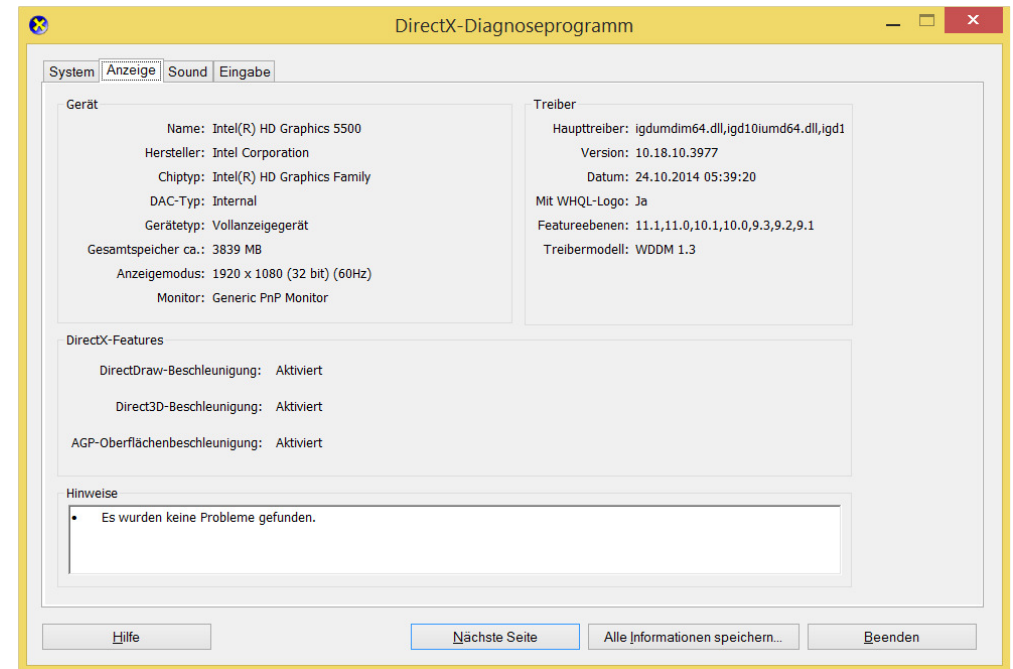 DirectX-Diagnoseprogramm
System Anzeige Sound Eingabe
Gerät
Name: Intel(R) HD Graphics 5500
Hersteller: Intel Corporation
Chiptyp: Intel(R) HD Graphics Family
DAC-Typ: Internal
Gerätetyp: Vollanzeigegerät
Gesamtspeicher ca.: 3839 MB
Anzeigemodus: 1920 x 1080 (32 bit) (60Hz)
Monitor: Generic PnP Monitor
Treiber
Haupttreiber: igdumdim64.dll,igd10iumd64.dll,igd1
Version: 10.18.10.3977
Datum: 24.10.2014 05:39:20
Mit WHQL-Logo: Ja
Featureebenen: 11.1,11.0,10.1,10.0,9.3,9.2,9.1
Treibermodell: WDDM 1.3
DirectX-Features
DirectDraw-Beschleunigung: Aktiviert
Direct3D-Beschleunigung: Aktiviert
AGP-Oberflächenbeschleunigung: Aktiviert
Hinweise
• Es wurden keine Probleme gefunden.
Hilfe Nächste Seite Alle Informationen speichern... Beenden